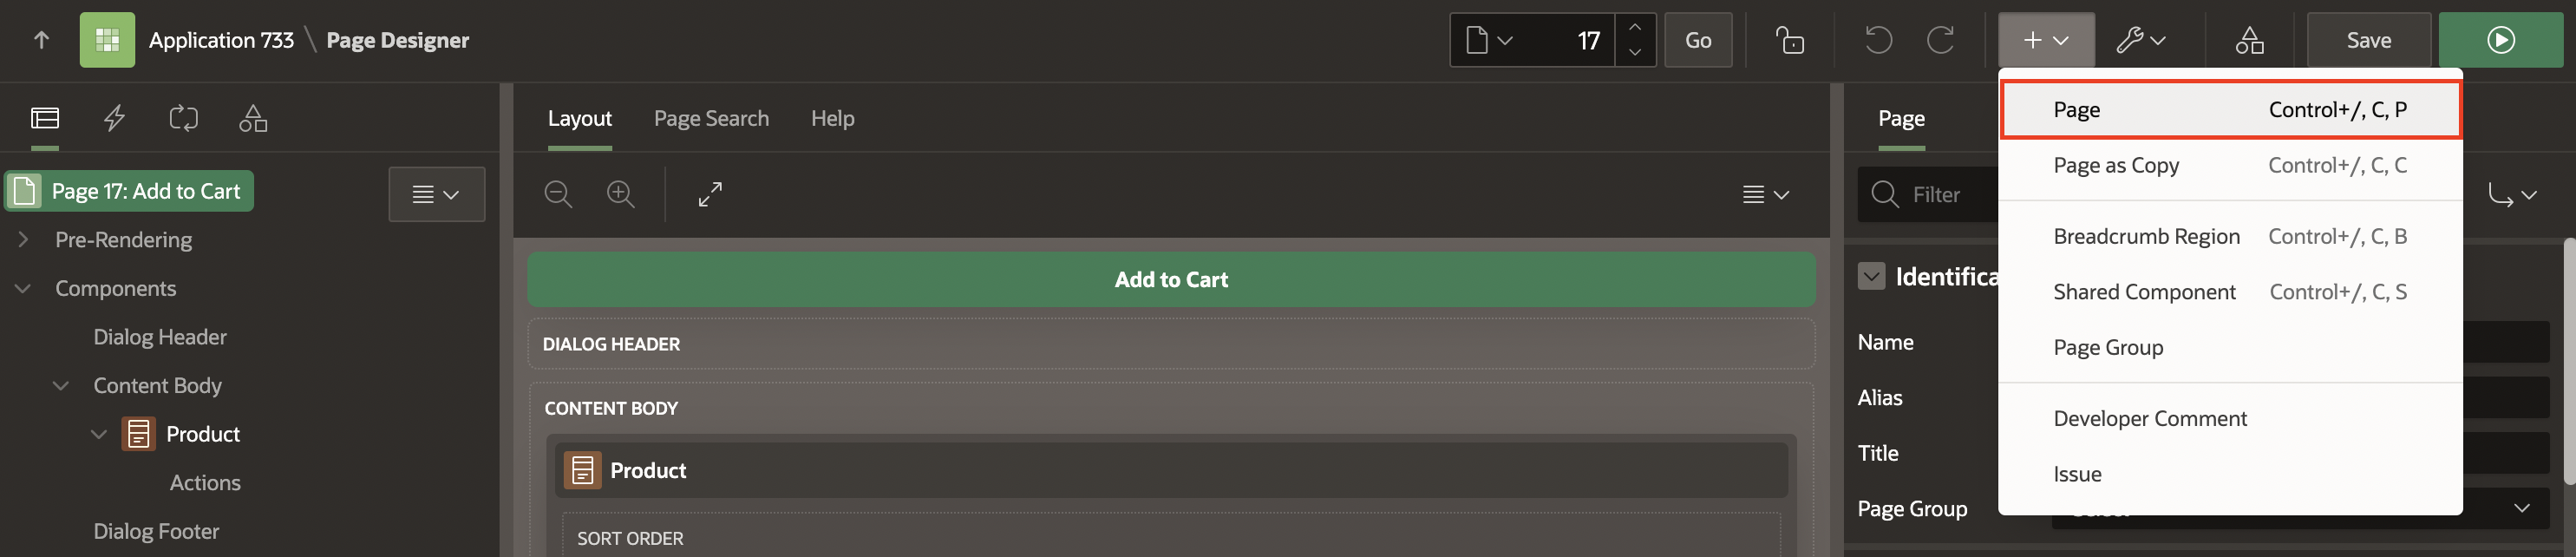 Application 733 \ Page Designer
17
Go
Save
Layout
Page Search
Help
Page
Page Control+/, C, P
Page as Copy Control+/, C, C
Breadcrumb Region Control+/, C, B
Shared Component Control+/, C, S
Page Group
Developer Comment
Issue
Page 17: Add to Cart
Pre-Rendering
Components
Dialog Header
Content Body
Product
Actions
Dialog Footer
Add to Cart
DIALOG HEADER
CONTENT BODY
Product
SORT ORDER
Filter
Name
Alias
Title
Page Group